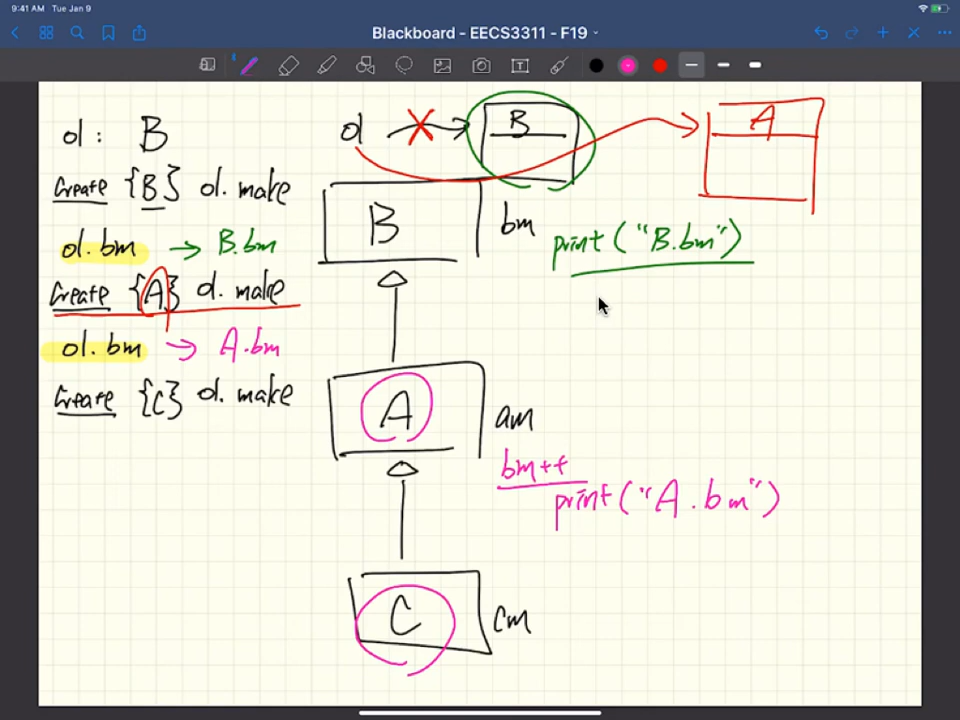 9:41 AM Tue Jan 9
Blackboard - EECS3311 - F19
ol : B
ol
B
A
Create {B} ol. make
B
bm
print ("B.bm")
ol.bm → B.bm
Create {A} ol. make
ol.bm → A.bm
Create {C} ol. make
A
am
bm++
print ("A.bm")
C
cm